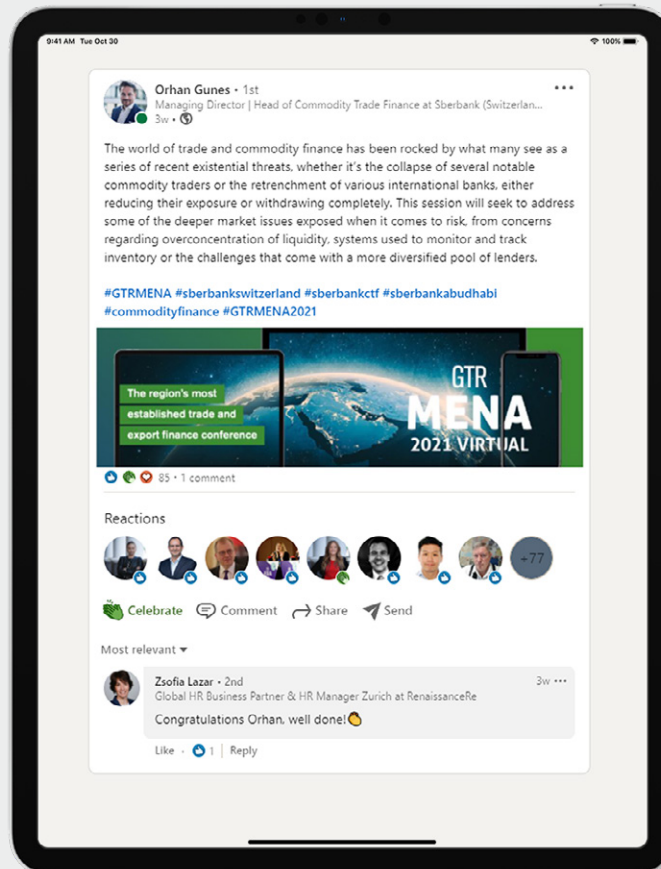 9:41 AM Tue Oct 30
100%
Orhan Gunes • 1st
Managing Director | Head of Commodity Trade Finance at Sberbank (Switzerlan...
3w •
The world of trade and commodity finance has been rocked by what many see as a
series of recent existential threats, whether it's the collapse of several notable
commodity traders or the retrenchment of various international banks, either
reducing their exposure or withdrawing completely. This session will seek to address
some of the deeper market issues exposed when it comes to risk, from concerns
regarding overconcentration of liquidity, systems used to monitor and track
inventory or the challenges that come with a more diversified pool of lenders.
#GTRMENA #sberbankswitzerland #sberbankctf #sberbankabudhabi
#commodityfinance #GTRMENA2021
The region's most
established trade and
export finance conference
GTR
MENA
2021 VIRTUAL
85 • 1 comment
Reactions
+77
Celebrate Comment Share Send
Most relevant
Zsofia Lazar • 2nd
3w
Global HR Business Partner & HR Manager Zurich at RenaissanceRe
Congratulations Orhan, well done!👏
Like • 1 | Reply